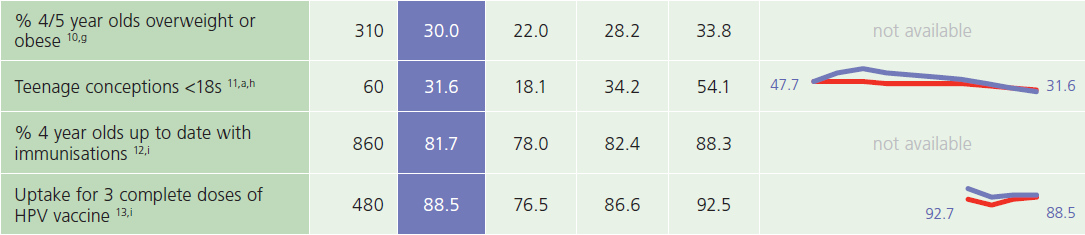 % 4/5 year olds overweight or
obese 10,g
310 30.0 22.0 28.2 33.8 not available
Teenage conceptions <18s 11,a,h 60 31.6 18.1 34.2 54.1 47.7 31.6
% 4 year olds up to date with
immunisations 12,i
860 81.7 78.0 82.4 88.3 not available
Uptake for 3 complete doses of
HPV vaccine 13,i
480 88.5 76.5 86.6 92.5 92.7 88.5